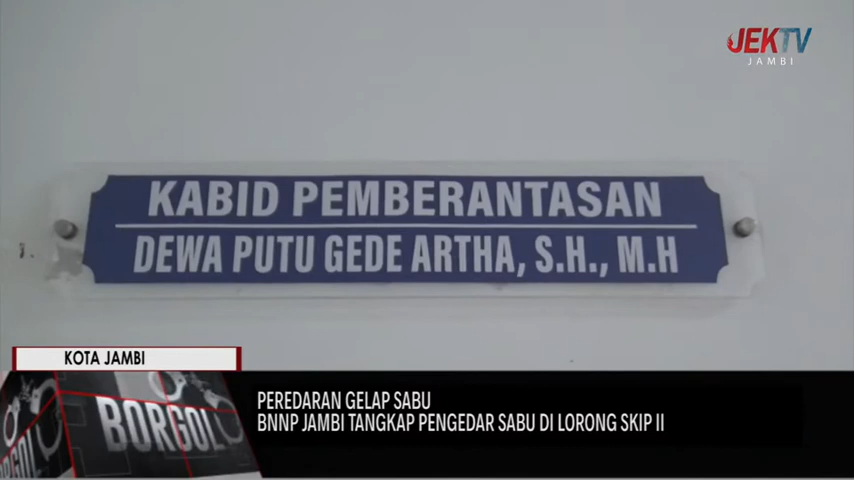 JEKTV
JAMBI
KABID PEMBERANTASAN
DEWA PUTU GEDE ARTHA, S.H., M.H
KOTA JAMBI
PEREDARAN GELAP SABU
BNNP JAMBI TANGKAP PENGEDAR SABU DI LORONG SKIP II
BORGOL
BORGOL